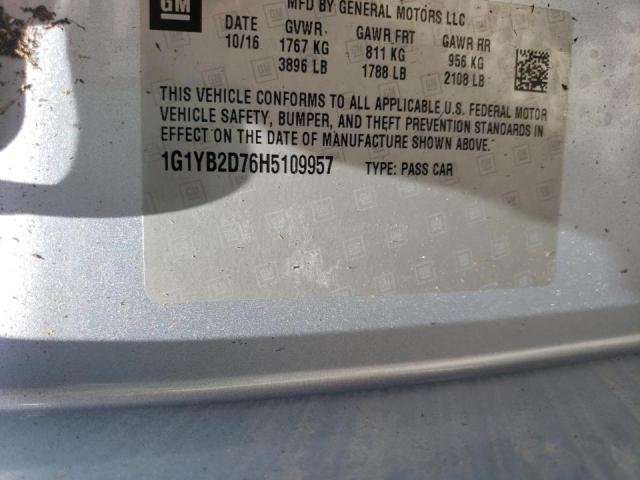 GM
MFD BY GENERAL MOTORS LLC
DATE GVWR GAWR FRT GAWR RR
10/16 1767 KG 811 KG 956 KG
3896 LB 1788 LB 2108 LB
THIS VEHICLE CONFORMS TO ALL APPLICABLE U.S. FEDERAL MOTOR
VEHICLE SAFETY, BUMPER, AND THEFT PREVENTION STANDARDS IN
EFFECT ON THE DATE OF MANUFACTURE SHOWN ABOVE.
1G1YB2D76H5109957 TYPE: PASS CAR